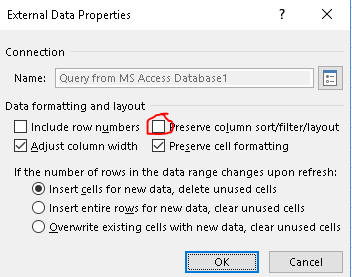 External Data Properties
Connection
Name: Query from MS Access Database1
Data formatting and layout
Include row numbers Preserve column sort/filter/layout
Adjust column width Preserve cell formatting
If the number of rows in the data range changes upon refresh:
Insert cells for new data, delete unused cells
Insert entire rows for new data, clear unused cells
Overwrite existing cells with new data, clear unused cells
OK Cancel